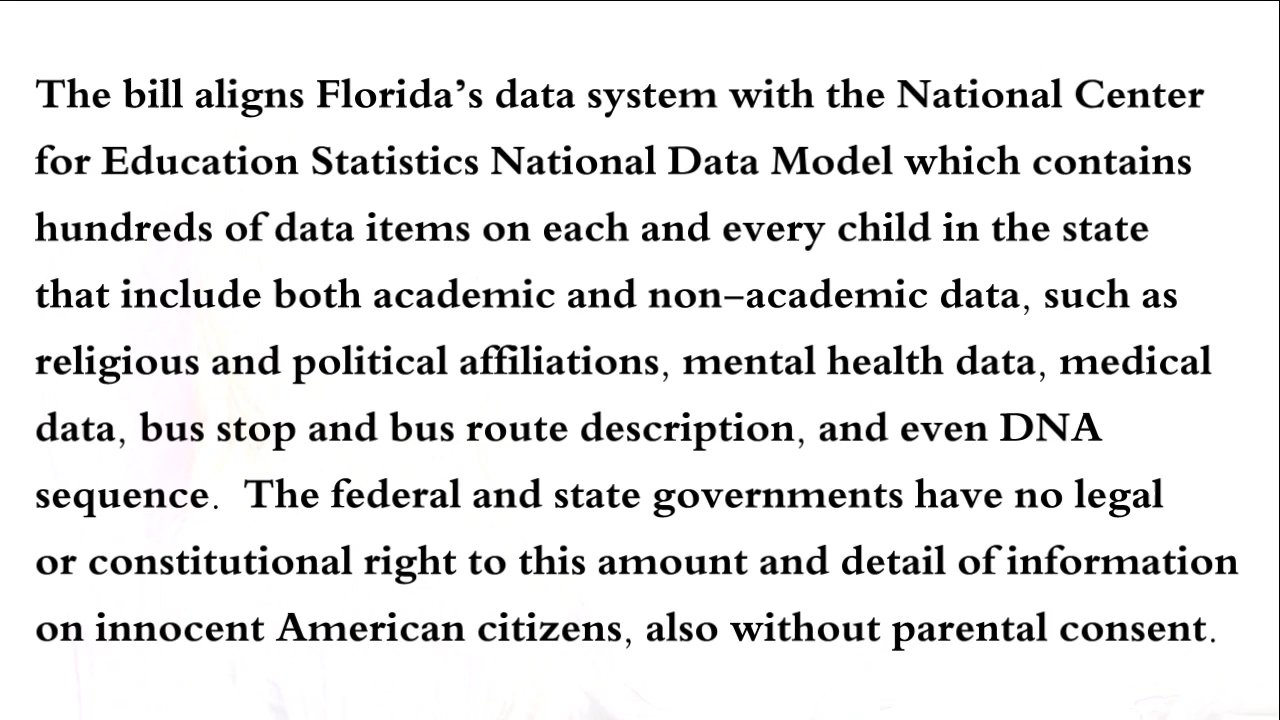 The bill aligns Florida’s data system with the National Center
for Education Statistics National Data Model which contains
hundreds of data items on each and every child in the state
that include both academic and non–academic data, such as
religious and political affiliations, mental health data, medical
data, bus stop and bus route description, and even DNA
sequence.  The federal and state governments have no legal
or constitutional right to this amount and detail of information
on innocent American citizens, also without parental consent.